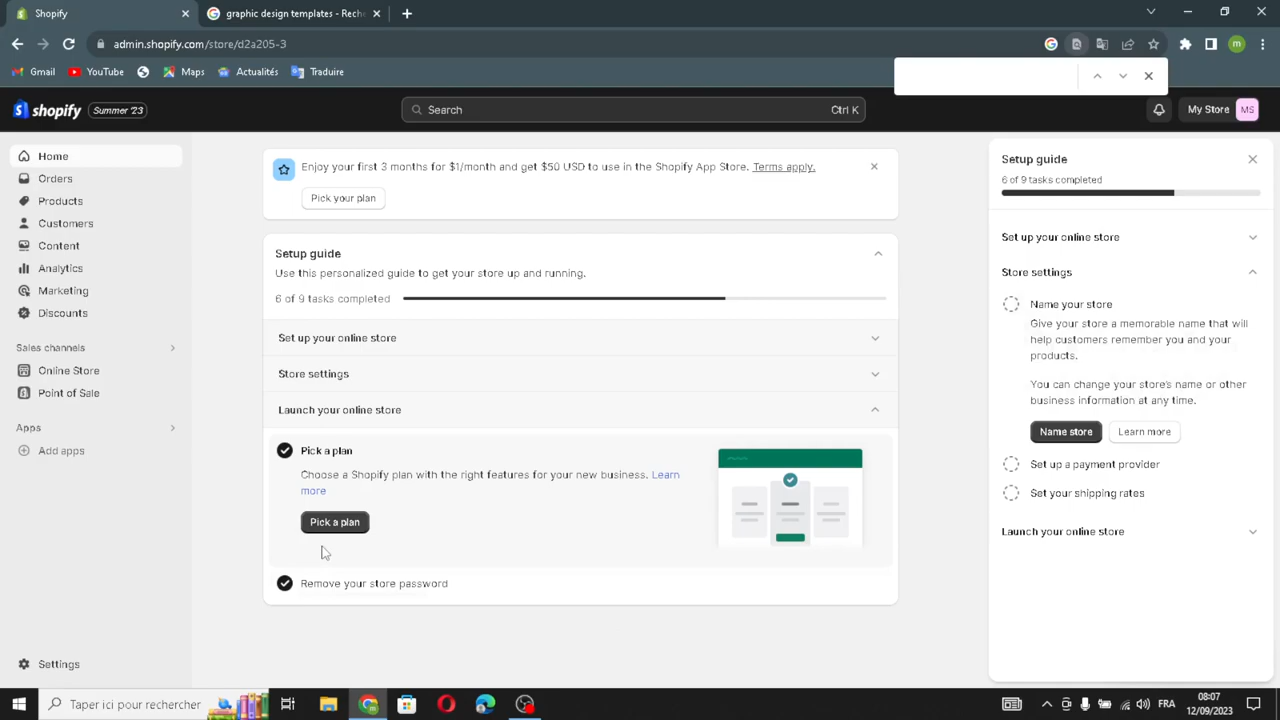 Shopify
graphic design templates - Reche
admin.shopify.com/store/d2a205-3
m
Gmail
YouTube
Maps
Actualités
Traduire
shopify
Summer '23
Search
Ctrl K
My Store
MS
Home
Orders
Products
Customers
Content
Analytics
Marketing
Discounts
Sales channels
Online Store
Point of Sale
Apps
Add apps
Settings
Enjoy your first 3 months for $1/month and get $50 USD to use in the Shopify App Store. Terms apply.
Pick your plan
Setup guide
Use this personalized guide to get your store up and running.
6 of 9 tasks completed
Set up your online store
Store settings
Launch your online store
Pick a plan
Choose a Shopify plan with the right features for your new business. Learn
more
Pick a plan
Remove your store password
Setup guide
6 of 9 tasks completed
Set up your online store
Store settings
Name your store
Give your store a memorable name that will
help customers remember you and your
products.
You can change your store's name or other
business information at any time.
Name store
Learn more
Set up a payment provider
Set your shipping rates
Launch your online store
Taper ici pour rechercher
FRA
08:07
12/09/2023